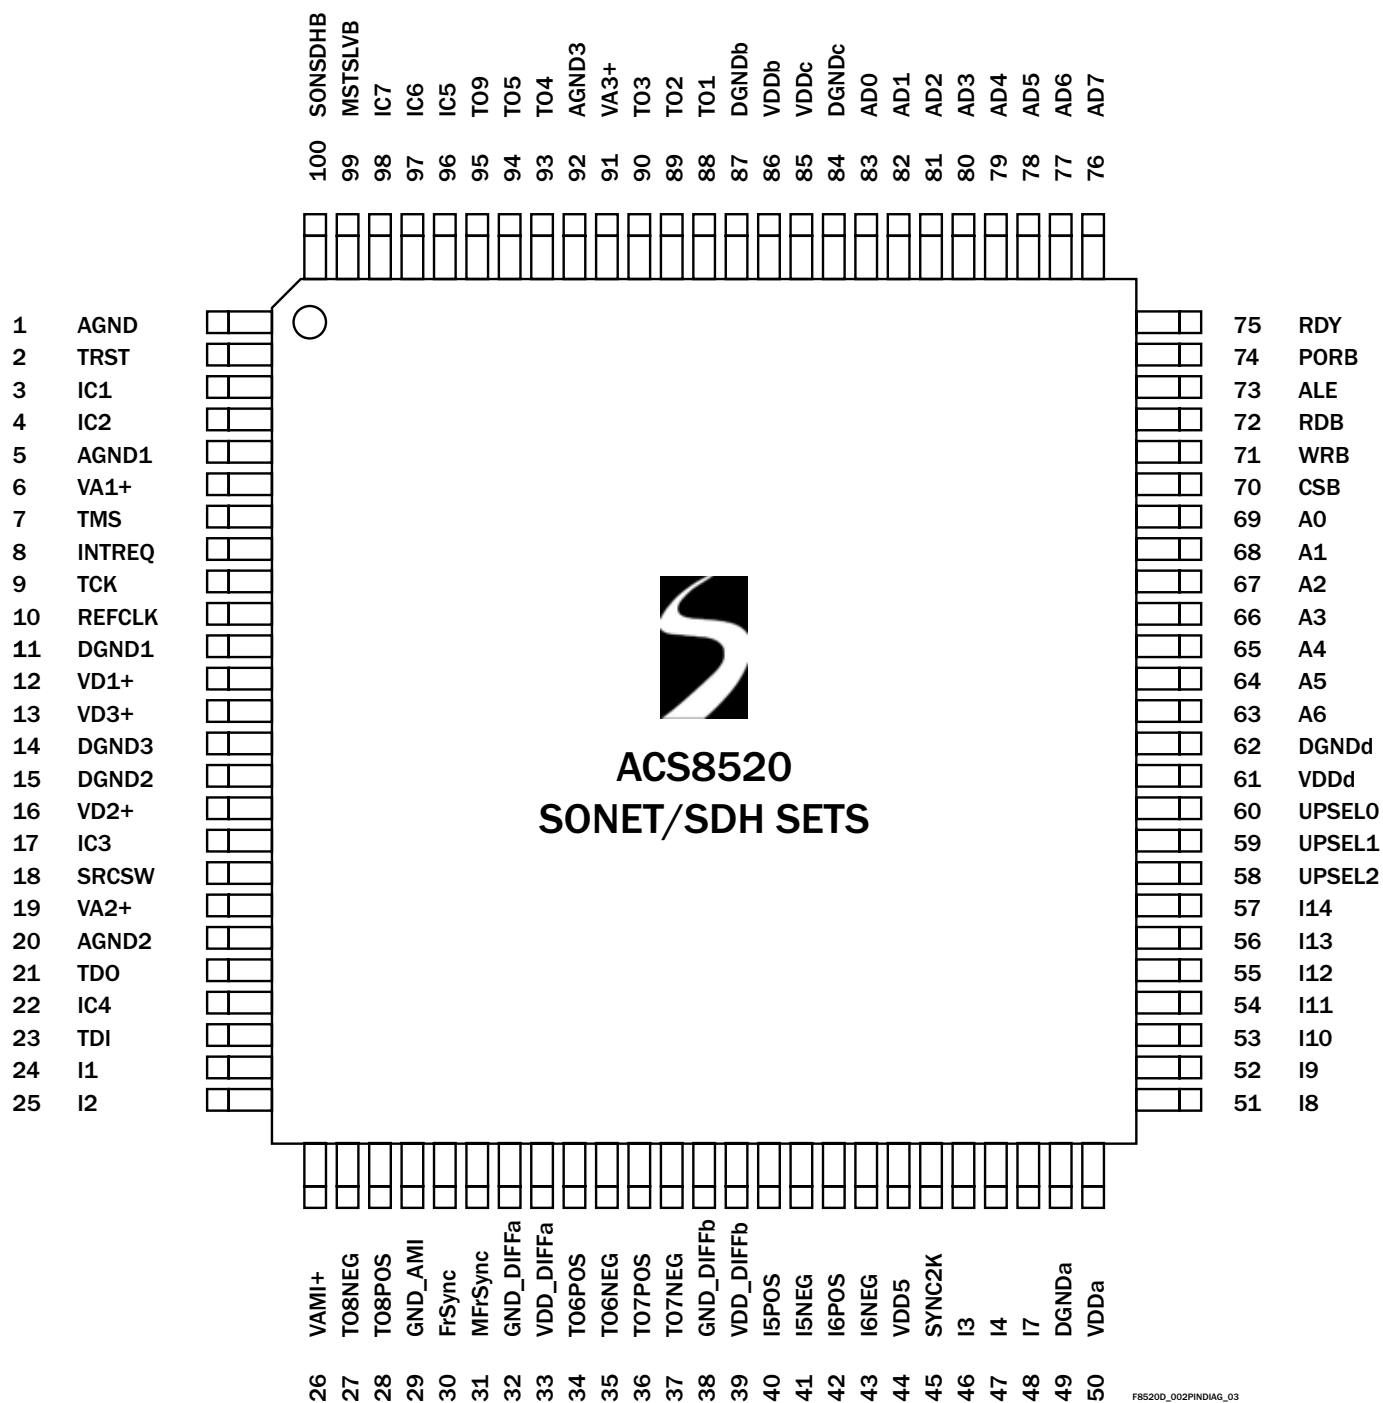 100 SONSDHB
99 MSTSLVB
98 IC7
97 IC6
96 IC5
95 TO9
94 TO5
93 TO4
92 AGND3
91 VA3+
90 TO3
89 TO2
88 TO1
87 DGNDb
86 VDDb
85 VDDc
84 DGNDc
83 AD0
82 AD1
81 AD2
80 AD3
79 AD4
78 AD5
77 AD6
76 AD7
1 AGND
2 TRST
3 IC1
4 IC2
5 AGND1
6 VA1+
7 TMS
8 INTREQ
9 TCK
10 REFCLK
11 DGND1
12 VD1+
13 VD3+
14 DGND3
15 DGND2
16 VD2+
17 IC3
18 SRCSW
19 VA2+
20 AGND2
21 TDO
22 IC4
23 TDI
24 I1
25 I2
ACS8520
SONET/SDH SETS
75 RDY
74 PORB
73 ALE
72 RDB
71 WRB
70 CSB
69 A0
68 A1
67 A2
66 A3
65 A4
64 A5
63 A6
62 DGNDd
61 VDDd
60 UPSEL0
59 UPSEL1
58 UPSEL2
57 I14
56 I13
55 I12
54 I11
53 I10
52 I9
51 I8
26 VAMI+
27 TO8NEG
28 TO8POS
29 GND_AMI
30 FrSync
31 MFrSync
32 GND_DIFFa
33 VDD_DIFFa
34 TO6POS
35 TO6NEG
36 TO7POS
37 TO7NEG
38 GND_DIFFb
39 VDD_DIFFb
40 I5POS
41 I5NEG
42 I6POS
43 I6NEG
44 VDD5
45 SYNC2K
46 I3
47 I4
48 I7
49 DGNDa
50 VDDa
F8520D_002PINDIAG_03